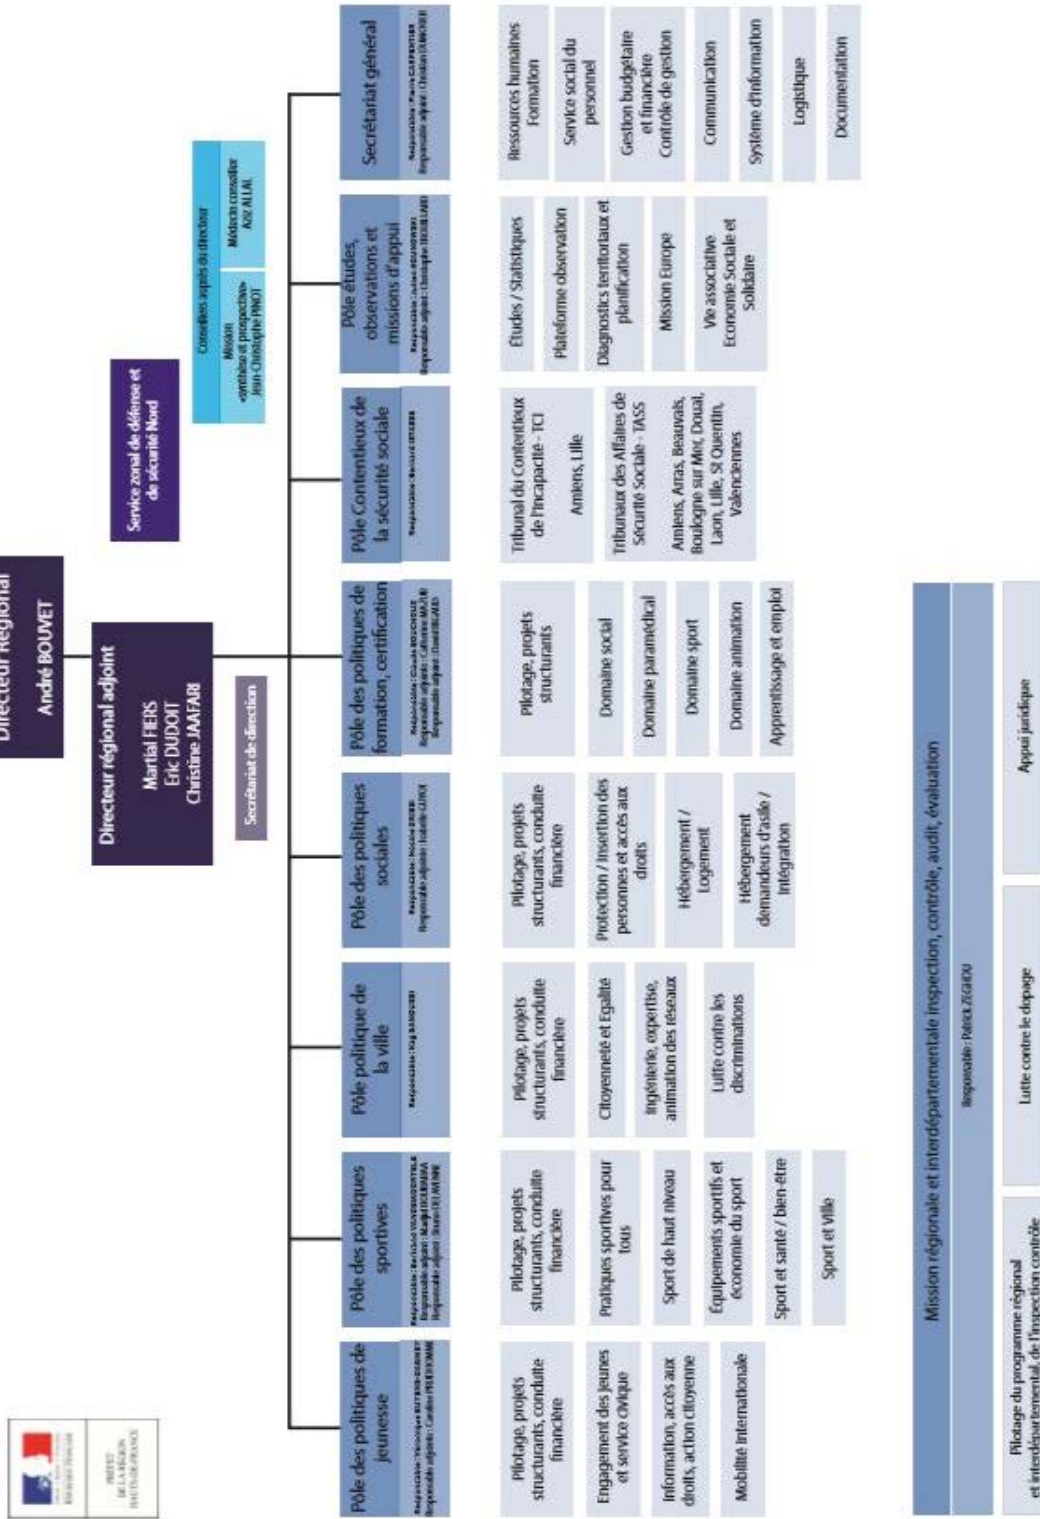 Directeur Régional
André BOUVET
Directeur régional adjoint
Martial FIERS
Eric DUDOIT
Christine JAAFARI
Secrétariat de direction
Service zonal de défense et
de sécurité Nord
Conseillers auprès du directeur
Mission
«synthèse et prospective»
Jean-Christophe PINOT
Médecin conseiller
Aziz ALLAL
PRÉFET
DE LA RÉGION
HAUTS-DE-FRANCE
Pôle des politiques de
jeunesse
Pilotage, projets
structurants, conduite
financière
Engagement des jeunes
et service civique
Information, accès aux
droits, action citoyenne
Mobilité Internationale
Pôle des politiques
sportives
Pilotage, projets
structurants, conduite
financière
Pratiques sportives pour
tous
Sport de haut niveau
Équipements sportifs et
économie du sport
Sport et santé / bien-être
Sport et Ville
Pôle politique de
la ville
Pilotage, projets
structurants, conduite
financière
Citoyenneté et Egalité
Ingénierie, expertise,
animation des réseaux
Lutte contre les
discriminations
Pôle des politiques
sociales
Pilotage, projets
structurants, conduite
financière
Protection / Insertion des
personnes et accès aux
droits
Hébergement /
Logement
Hébergement
demandeurs d'asile /
Intégration
Pôle des politiques de
formation, certification
Pilotage, projets
structurants
Domaine social
Domaine paramédical
Domaine sport
Domaine animation
Apprentissage et emploi
Pôle Contentieux de
la sécurité sociale
Tribunal du Contentieux
de l'Incapacité - TCI
Amiens, Lille
Tribunaux des Affaires de
Sécurité Sociale - TASS
Amiens, Arras, Beauvais,
Boulogne sur Mer, Douai,
Laon, Lille, St Quentin,
Valenciennes
Pôle études,
observations et
missions d'appui
Études / Statistiques
Plateforme observation
Diagnostics territoriaux et
planification
Mission Europe
Vie associative
Economie Sociale et
Solidaire
Secrétariat général
Ressources humaines
Formation
Service social du
personnel
Gestion budgétaire
et financière
Contrôle de gestion
Communication
Système d'Information
Logistique
Documentation
Mission régionale et interdépartementale inspection, contrôle, audit, évaluation
Responsable : Patrick ZEGHOU
Pilotage du programme régional
et interdépartemental, de l'inspection contrôle
Lutte contre le dopage
Appui juridique